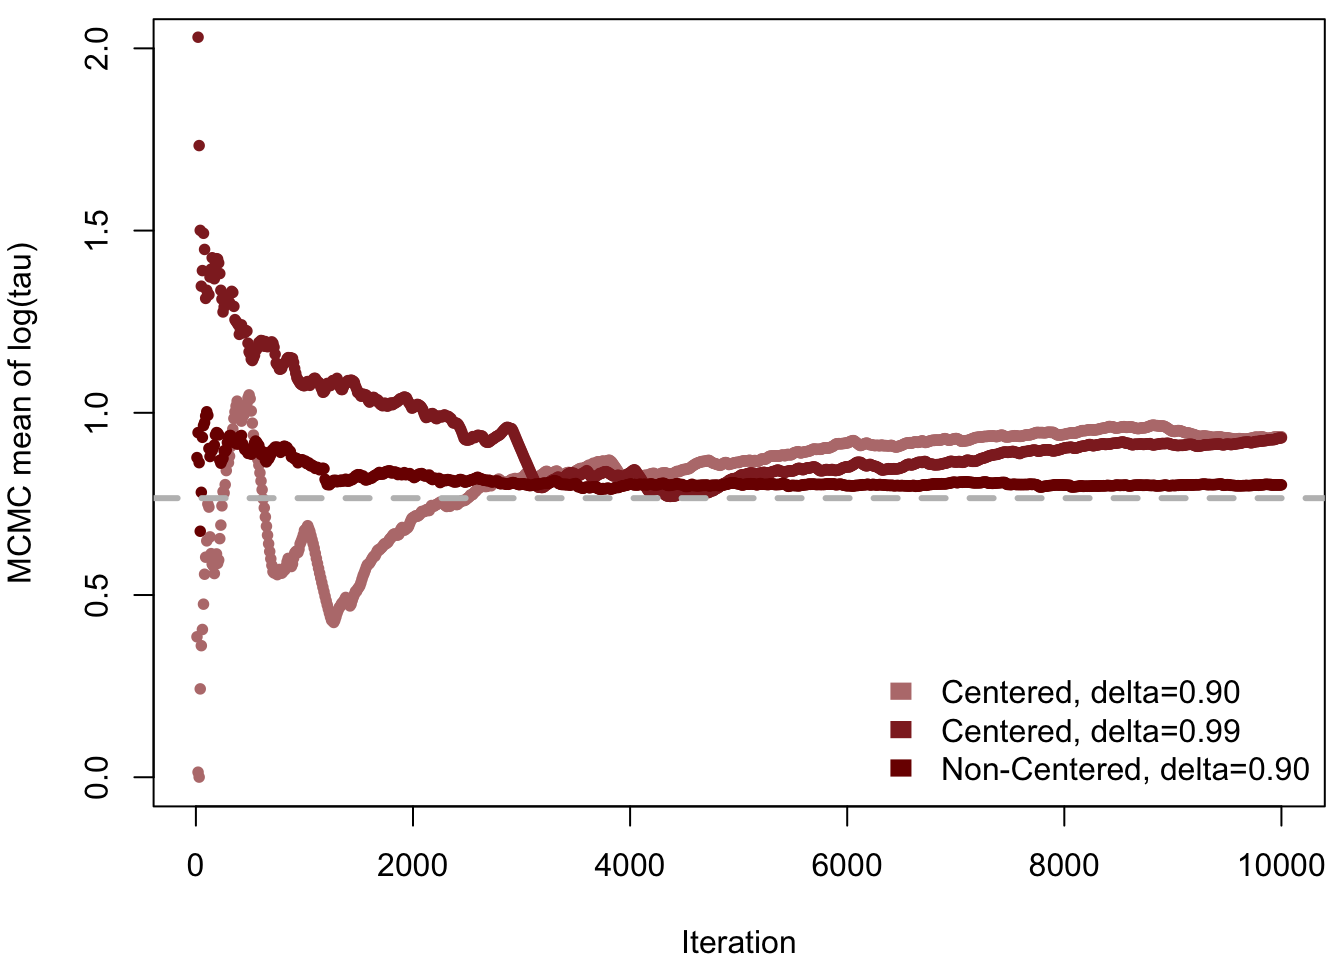 MCMC mean of log(tau)
2.0
1.5
1.0
0.5
0.0
Centered, delta=0.90
Centered, delta=0.99
Non-Centered, delta=0.90
0 2000 4000 6000 8000 10000
Iteration